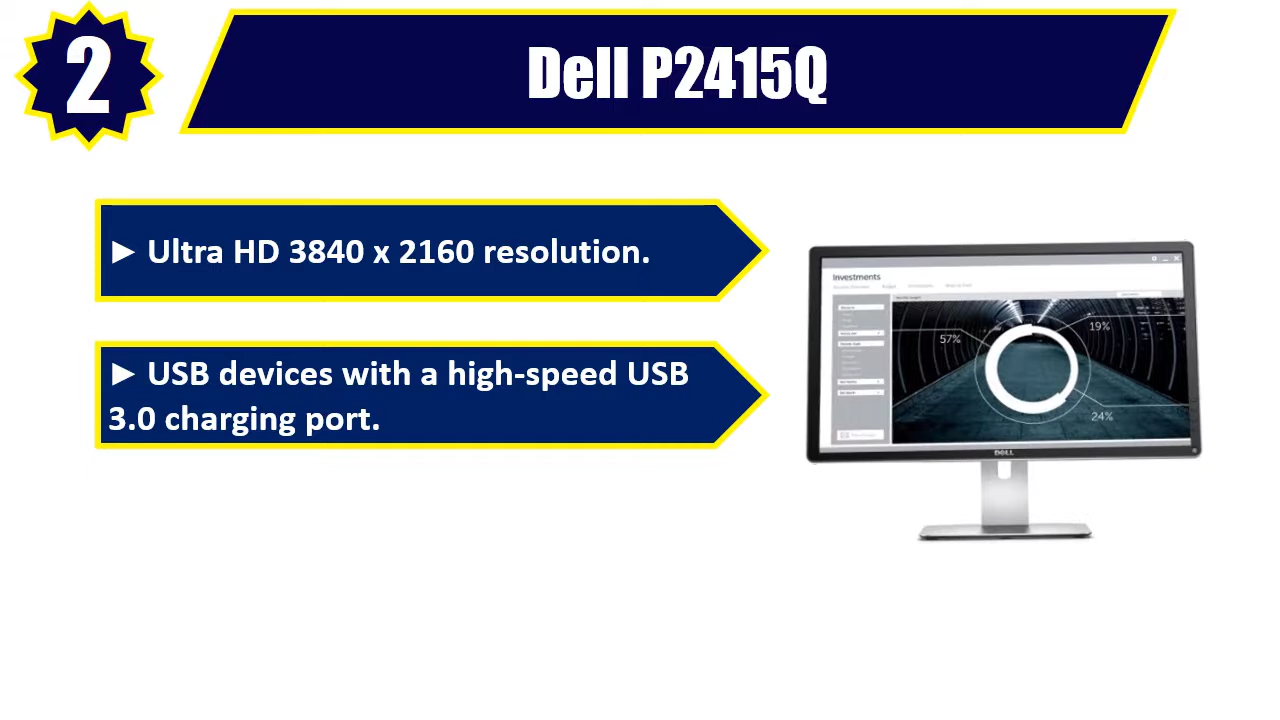 2
Dell P2415Q
► Ultra HD 3840 x 2160 resolution.
► USB devices with a high-speed USB
3.0 charging port.
Investments
57%
19%
24%
DELL